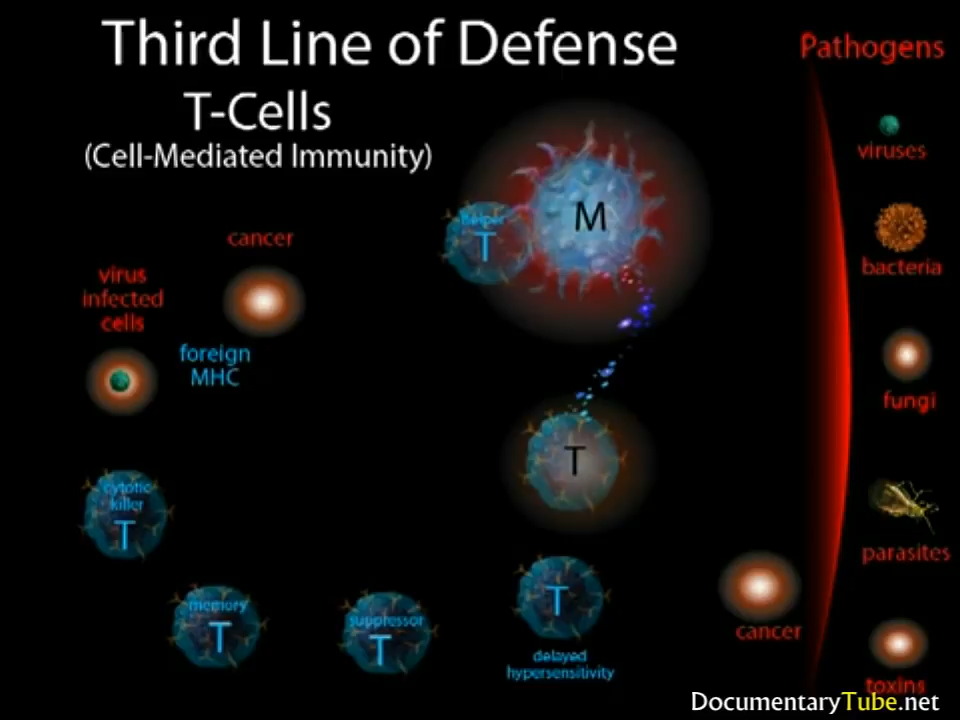 Third Line of Defense
T-Cells
(Cell-Mediated Immunity)
Pathogens
viruses
bacteria
fungi
parasites
toxins
helper
T
M
cancer
virus
infected
cells
foreign
MHC
T
cytotic
killer
T
memory
T
suppressor
T
T
delayed
hypersensitivity
cancer
DocumentaryTube.net